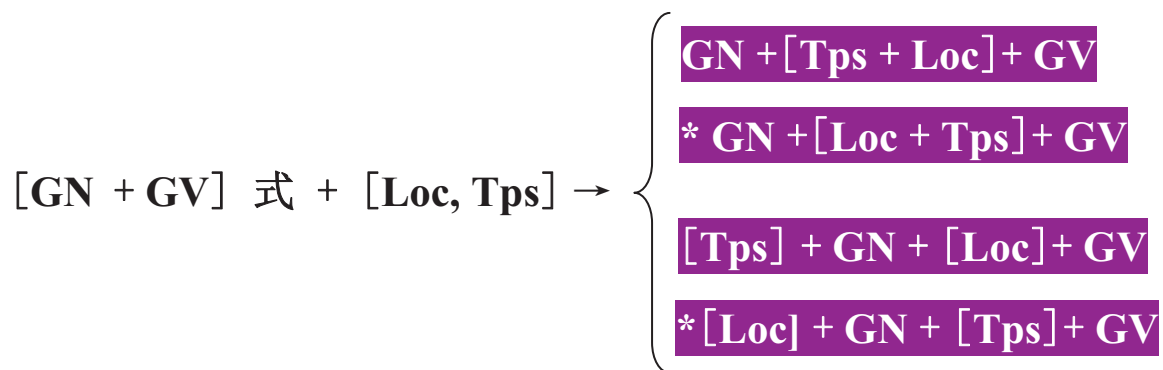 GN + [Tps + Loc] + GV
* GN + [Loc + Tps] + GV
[GN + GV] 式 + [Loc, Tps] →
[Tps] + GN + [Loc] + GV
* [Loc] + GN + [Tps] + GV